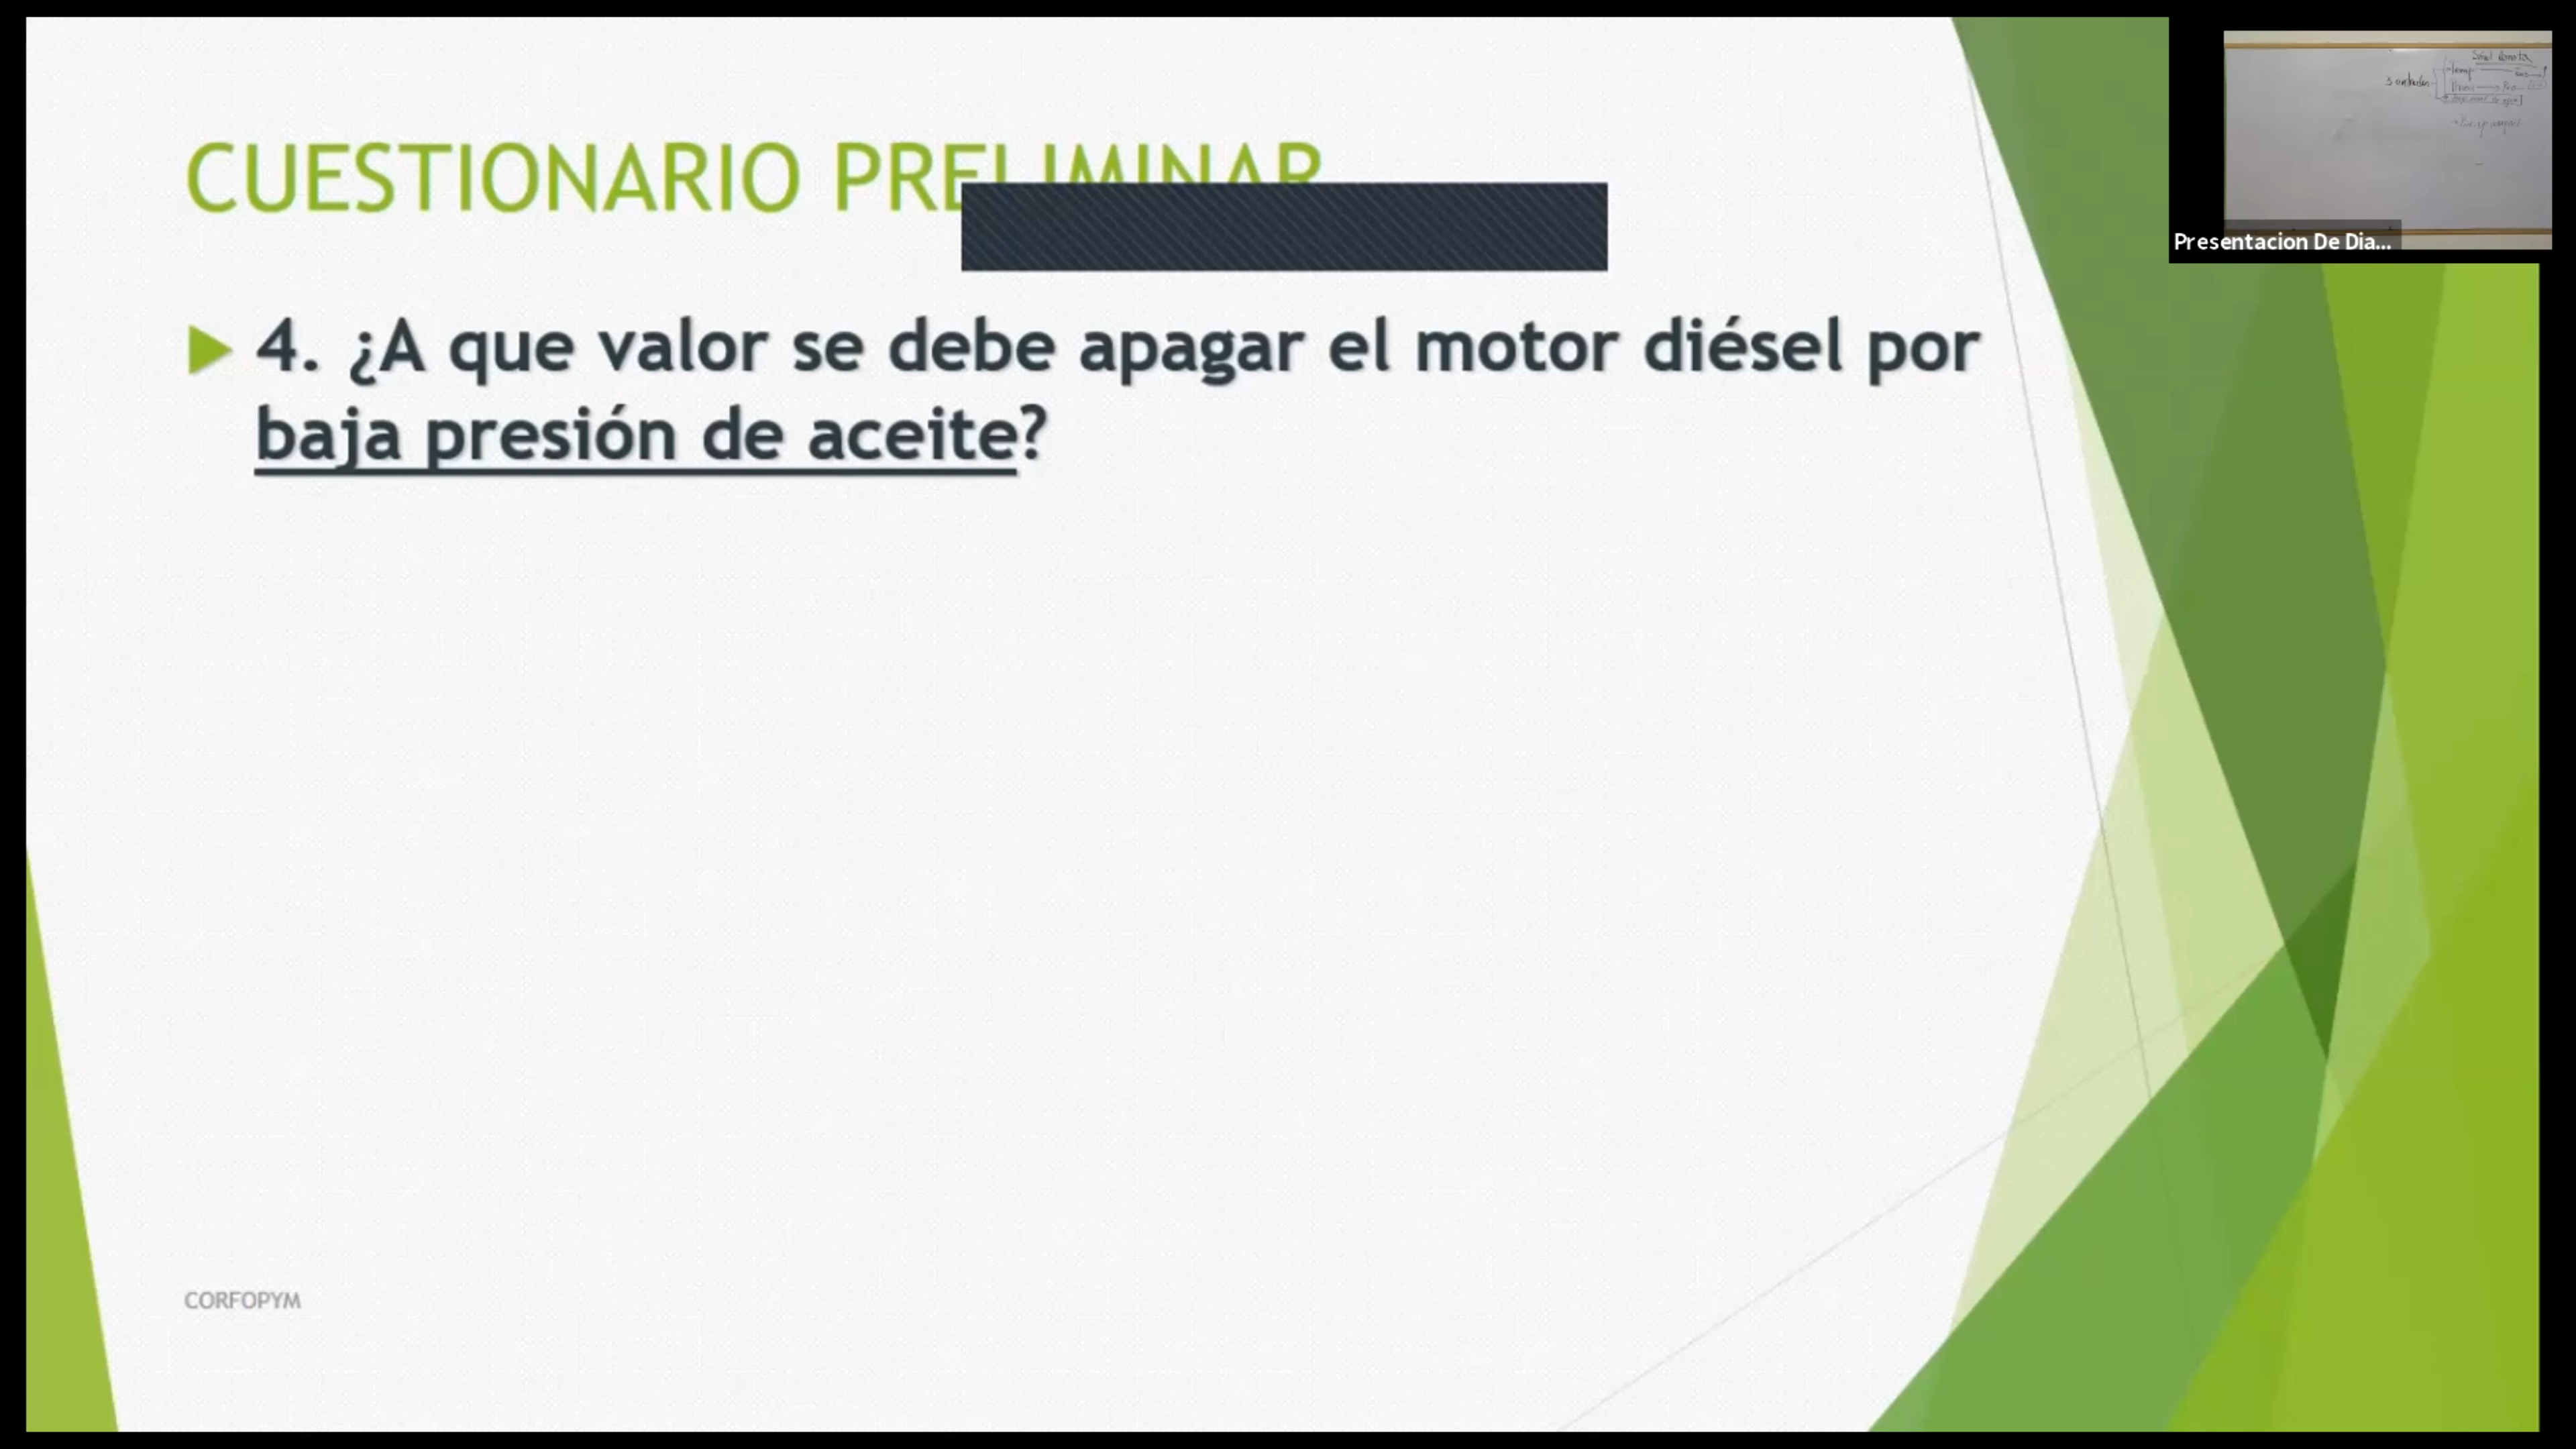 CUESTIONARIO PRELIMINAR
4. ¿A que valor se debe apagar el motor diésel por
baja presión de aceite?
CORFOPYM
Presentacion De Dia...